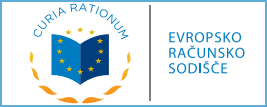 CURIA RATIONUM
EVROPSKO
RAČUNSKO
SODIŠČE